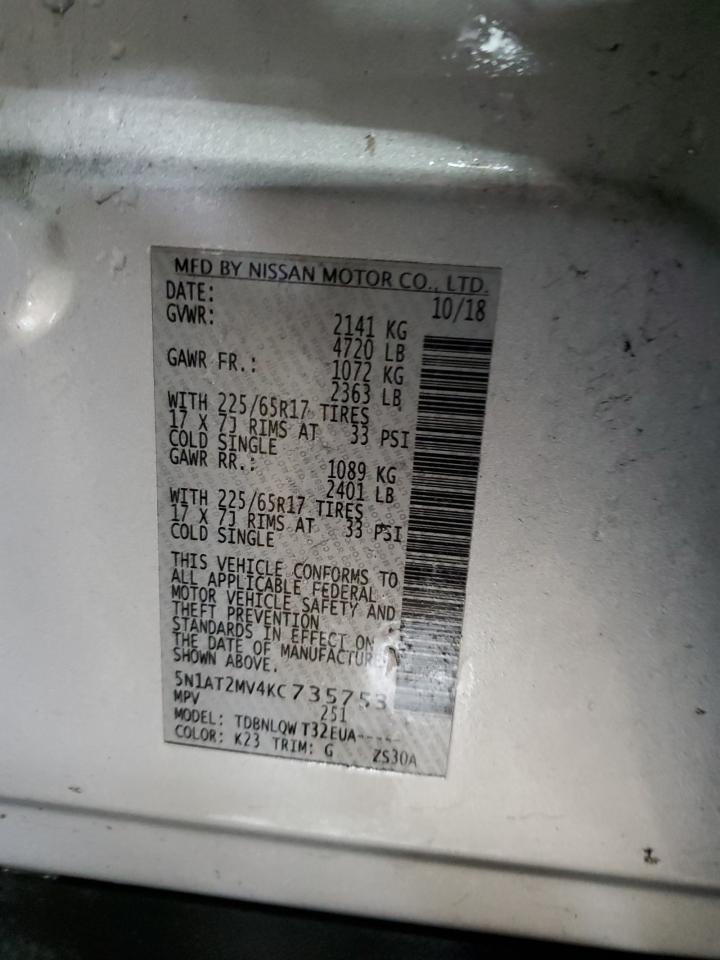 MFD BY NISSAN MOTOR CO., LTD.
DATE: 10/18
GVWR: 2141 KG
4720 LB
GAWR FR.: 1072 KG
2363 LB
WITH 225/65R17 TIRES
17 X 7J RIMS AT 33 PSI
COLD SINGLE
GAWR RR.: 1089 KG
2401 LB
WITH 225/65R17 TIRES
17 X 7J RIMS AT 33 PSI
COLD SINGLE
THIS VEHICLE CONFORMS TO
ALL APPLICABLE FEDERAL
MOTOR VEHICLE SAFETY AND
THEFT PREVENTION
STANDARDS IN EFFECT ON
THE DATE OF MANUFACTURE
SHOWN ABOVE.
5N1AT2MV4KC735753
MPV 251
MODEL: TDBNLQW T32EUA-----
COLOR: K23 TRIM: G ZS30A